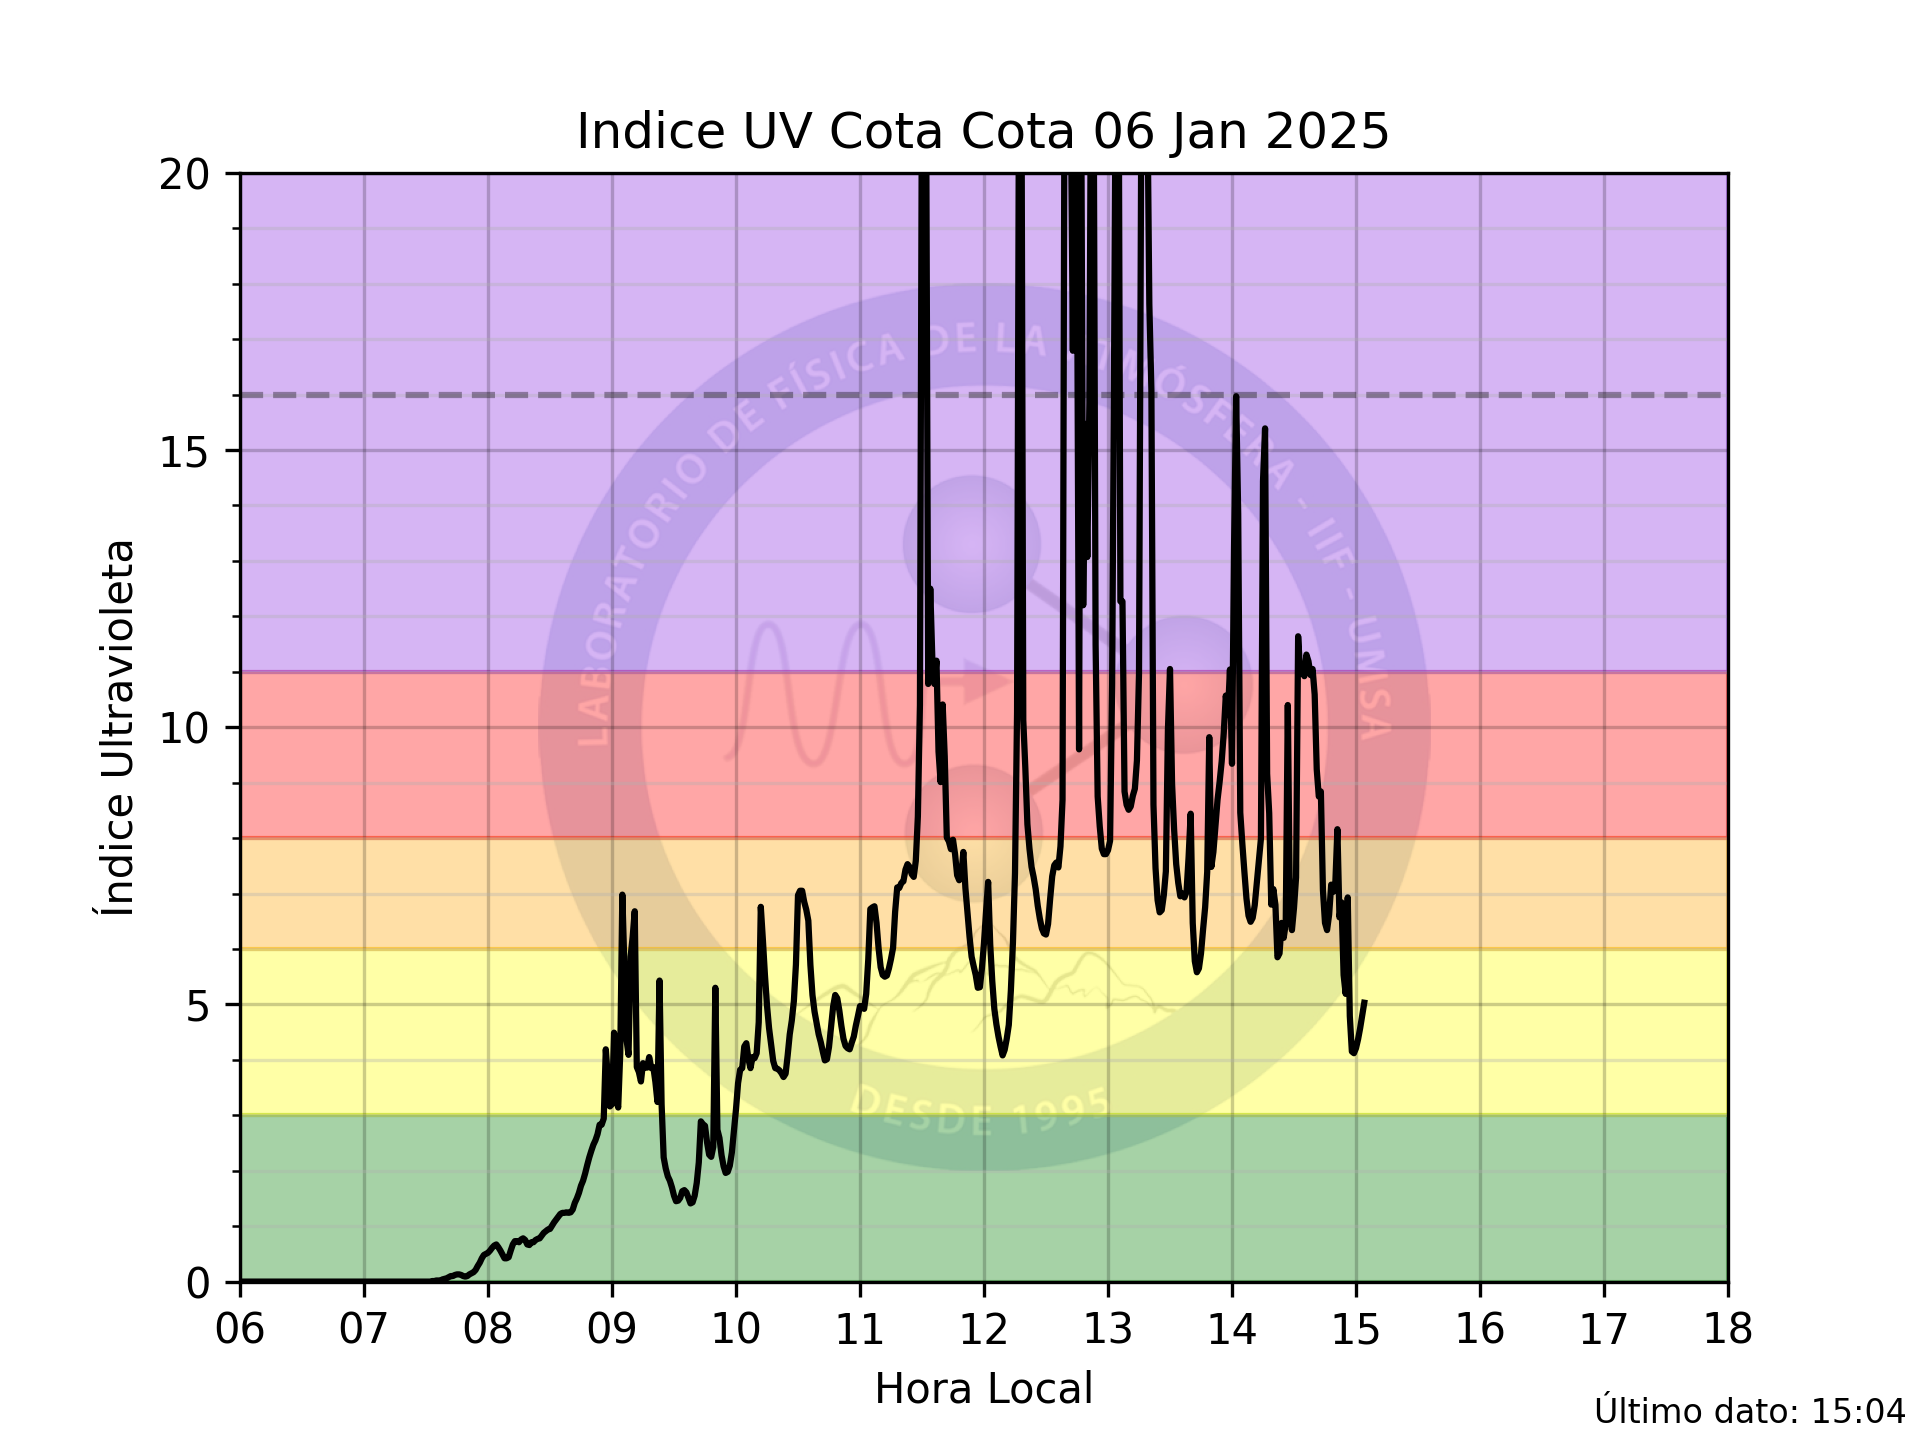 Indice UV Cota Cota 06 Jan 2025
20
15
10
5
0
Índice Ultravioleta
LABORATORIO DE FÍSICA DE LA ATMÓSFERA - IIF - UMSA
DESDE 1995
06 07 08 09 10 11 12 13 14 15 16 17 18
Hora Local
Último dato: 15:04